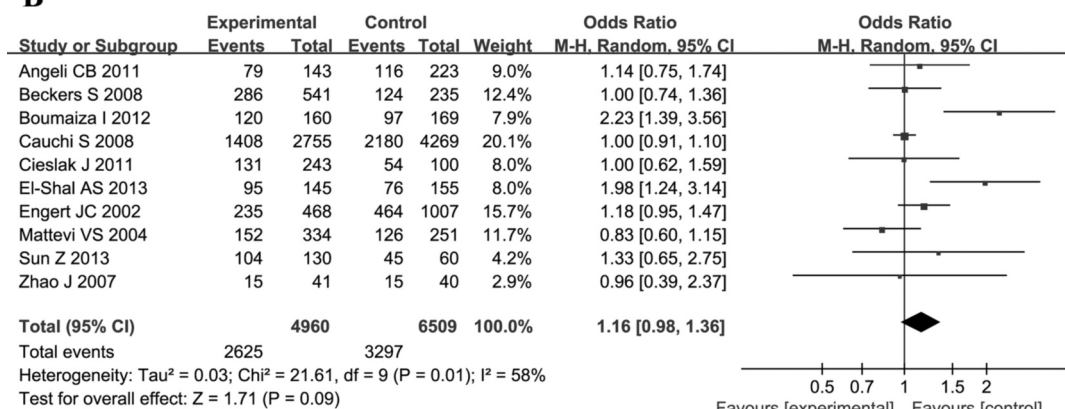 B
Experimental Control Odds Ratio Odds Ratio
Study or Subgroup Events Total Events Total Weight M-H, Random, 95% CI M-H, Random, 95% CI
Angeli CB 2011 79 143 116 223 9.0% 1.14 [0.75, 1.74]
Beckers S 2008 286 541 124 235 12.4% 1.00 [0.74, 1.36]
Boumaiza I 2012 120 160 97 169 7.9% 2.23 [1.39, 3.56]
Cauchi S 2008 1408 2755 2180 4269 20.1% 1.00 [0.91, 1.10]
Cieslak J 2011 131 243 54 100 8.0% 1.00 [0.62, 1.59]
El-Shal AS 2013 95 145 76 155 8.0% 1.98 [1.24, 3.14]
Engert JC 2002 235 468 464 1007 15.7% 1.18 [0.95, 1.47]
Mattevi VS 2004 152 334 126 251 11.7% 0.83 [0.60, 1.15]
Sun Z 2013 104 130 45 60 4.2% 1.33 [0.65, 2.75]
Zhao J 2007 15 41 15 40 2.9% 0.96 [0.39, 2.37]
Total (95% CI) 4960 6509 100.0% 1.16 [0.98, 1.36]
Total events 2625 3297
Heterogeneity: Tau² = 0.03; Chi² = 21.61, df = 9 (P = 0.01); I² = 58%
Test for overall effect: Z = 1.71 (P = 0.09)
0.5 0.7 1 1.5 2
Favours [experimental] Favours [control]